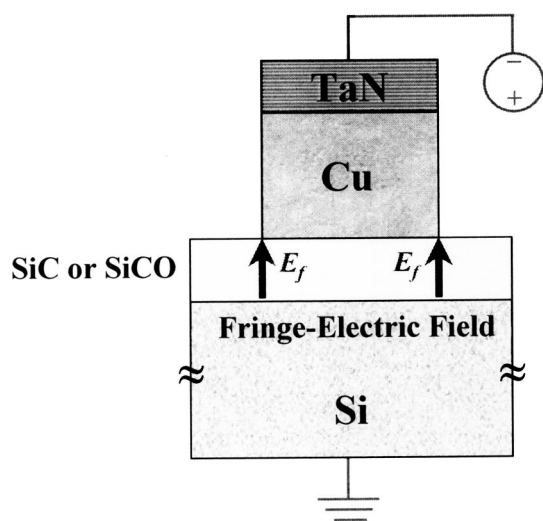 TaN
−
+
Cu
SiC or SiCO
E_f
E_f
Fringe-Electric Field
≈
≈
Si